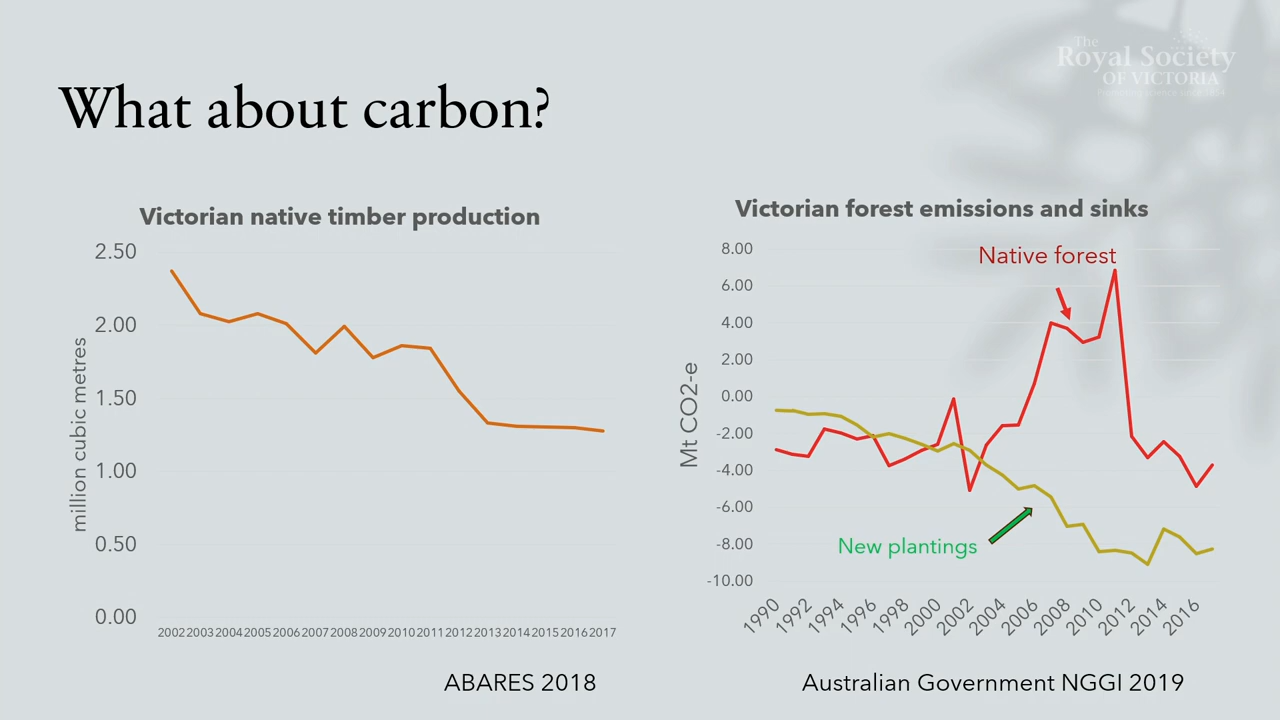 The
Royal Society
OF VICTORIA
Promoting science since 1854
What about carbon?
Victorian native timber production
2.50
2.00
1.50
1.00
0.50
0.00
million cubic metres
2002 2003 2004 2005 2006 2007 2008 2009 2010 2011 2012 2013 2014 2015 2016 2017
ABARES 2018
Victorian forest emissions and sinks
8.00
6.00
4.00
2.00
0.00
-2.00
-4.00
-6.00
-8.00
-10.00
Mt CO2-e
Native forest
New plantings
1990 1992 1994 1996 1998 2000 2002 2004 2006 2008 2010 2012 2014 2016
Australian Government NGGI 2019